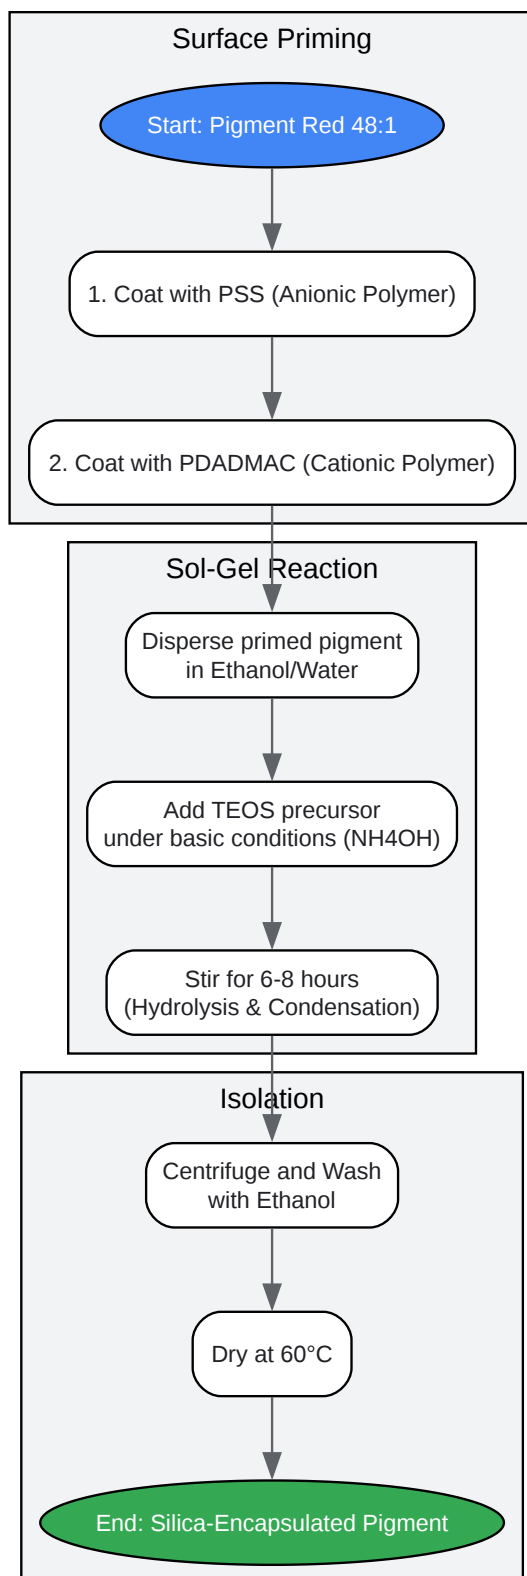 Surface Priming
Start: Pigment Red 48:1
1. Coat with PSS (Anionic Polymer)
2. Coat with PDADMAC (Cationic Polymer)
Sol-Gel Reaction
Disperse primed pigment
in Ethanol/Water
Add TEOS precursor
under basic conditions (NH4OH)
Stir for 6-8 hours
(Hydrolysis & Condensation)
Isolation
Centrifuge and Wash
with Ethanol
Dry at 60°C
End: Silica-Encapsulated Pigment